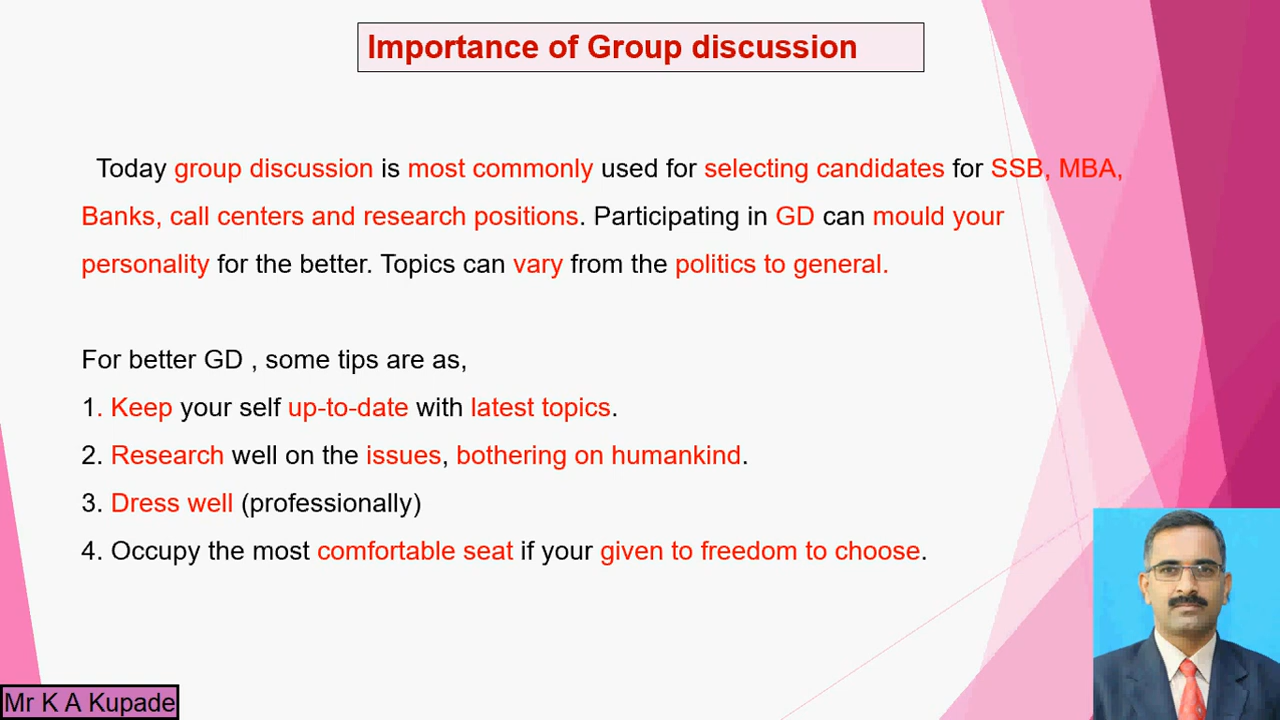 Importance of Group discussion
Today group discussion is most commonly used for selecting candidates for SSB, MBA,
Banks, call centers and research positions. Participating in GD can mould your
personality for the better. Topics can vary from the politics to general.
For better GD , some tips are as,
1. Keep your self up-to-date with latest topics.
2. Research well on the issues, bothering on humankind.
3. Dress well (professionally)
4. Occupy the most comfortable seat if your given to freedom to choose.
Mr K A Kupade